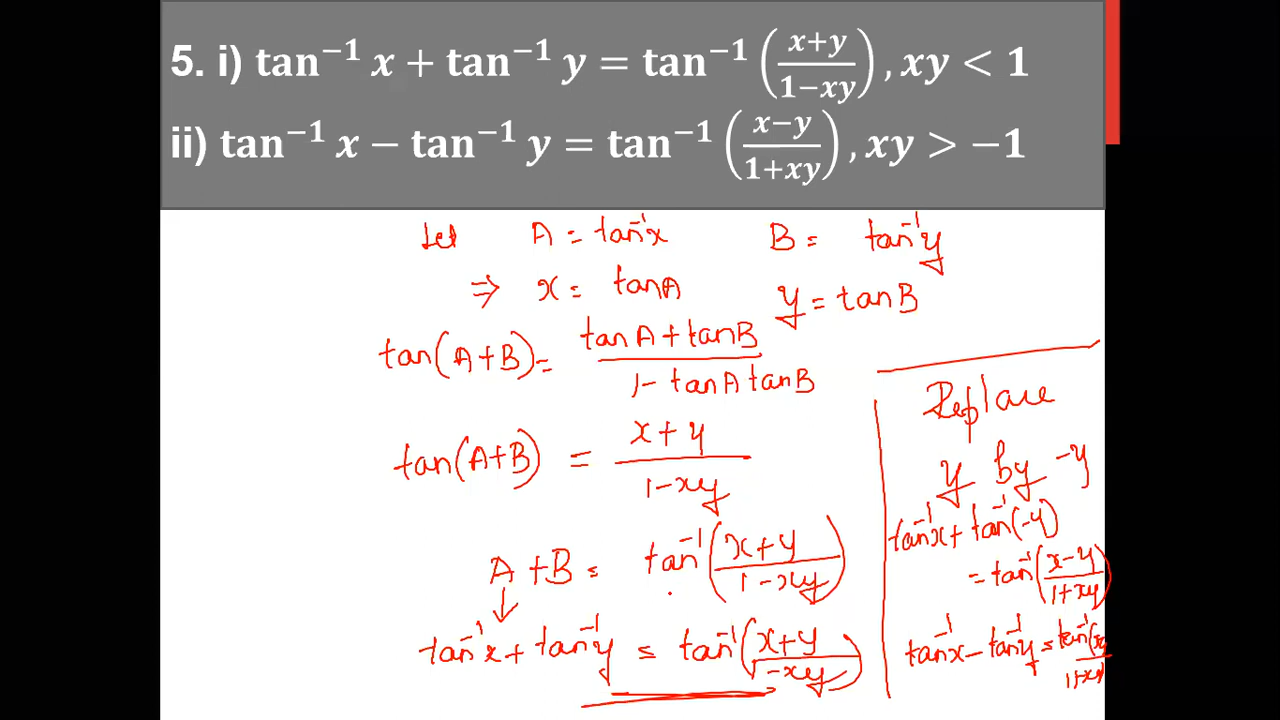 5. i) tan⁻¹ x + tan⁻¹ y = tan⁻¹ (x+y / 1−xy), xy < 1
ii) tan⁻¹ x − tan⁻¹ y = tan⁻¹ (x−y / 1+xy), xy > −1
Let A = tan⁻¹x B = tan⁻¹y
⇒ x = tanA y = tanB
tan(A+B) = tanA + tanB / 1 - tanA tanB
tan(A+B) = x+y / 1-xy
A+B = tan⁻¹(x+y / 1-xy)
tan⁻¹x + tan⁻¹y = tan⁻¹(x+y / -xy)
Replace
y by -y
tan⁻¹x + tan⁻¹(-y)
= tan⁻¹(x-y / 1+xy)
tan⁻¹x - tan⁻¹y = tan⁻¹(